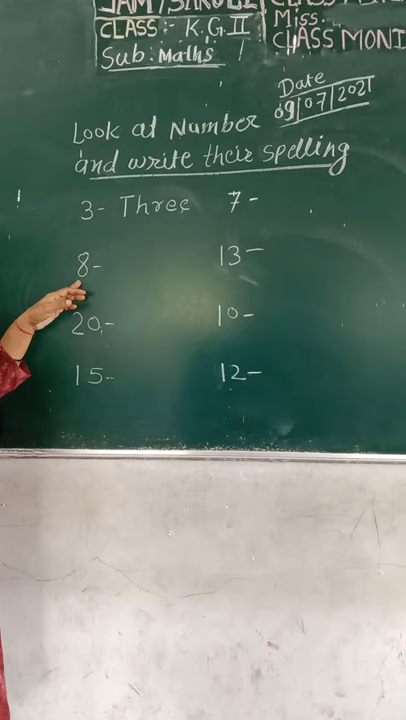 CLASS:- K.G II
Sub: Maths
Miss.
CLASS MONI
Date
09/07/2021
Look at Number
and write their spelling
3- Three 7-
8- 13-
20,- 10-
15- 12-